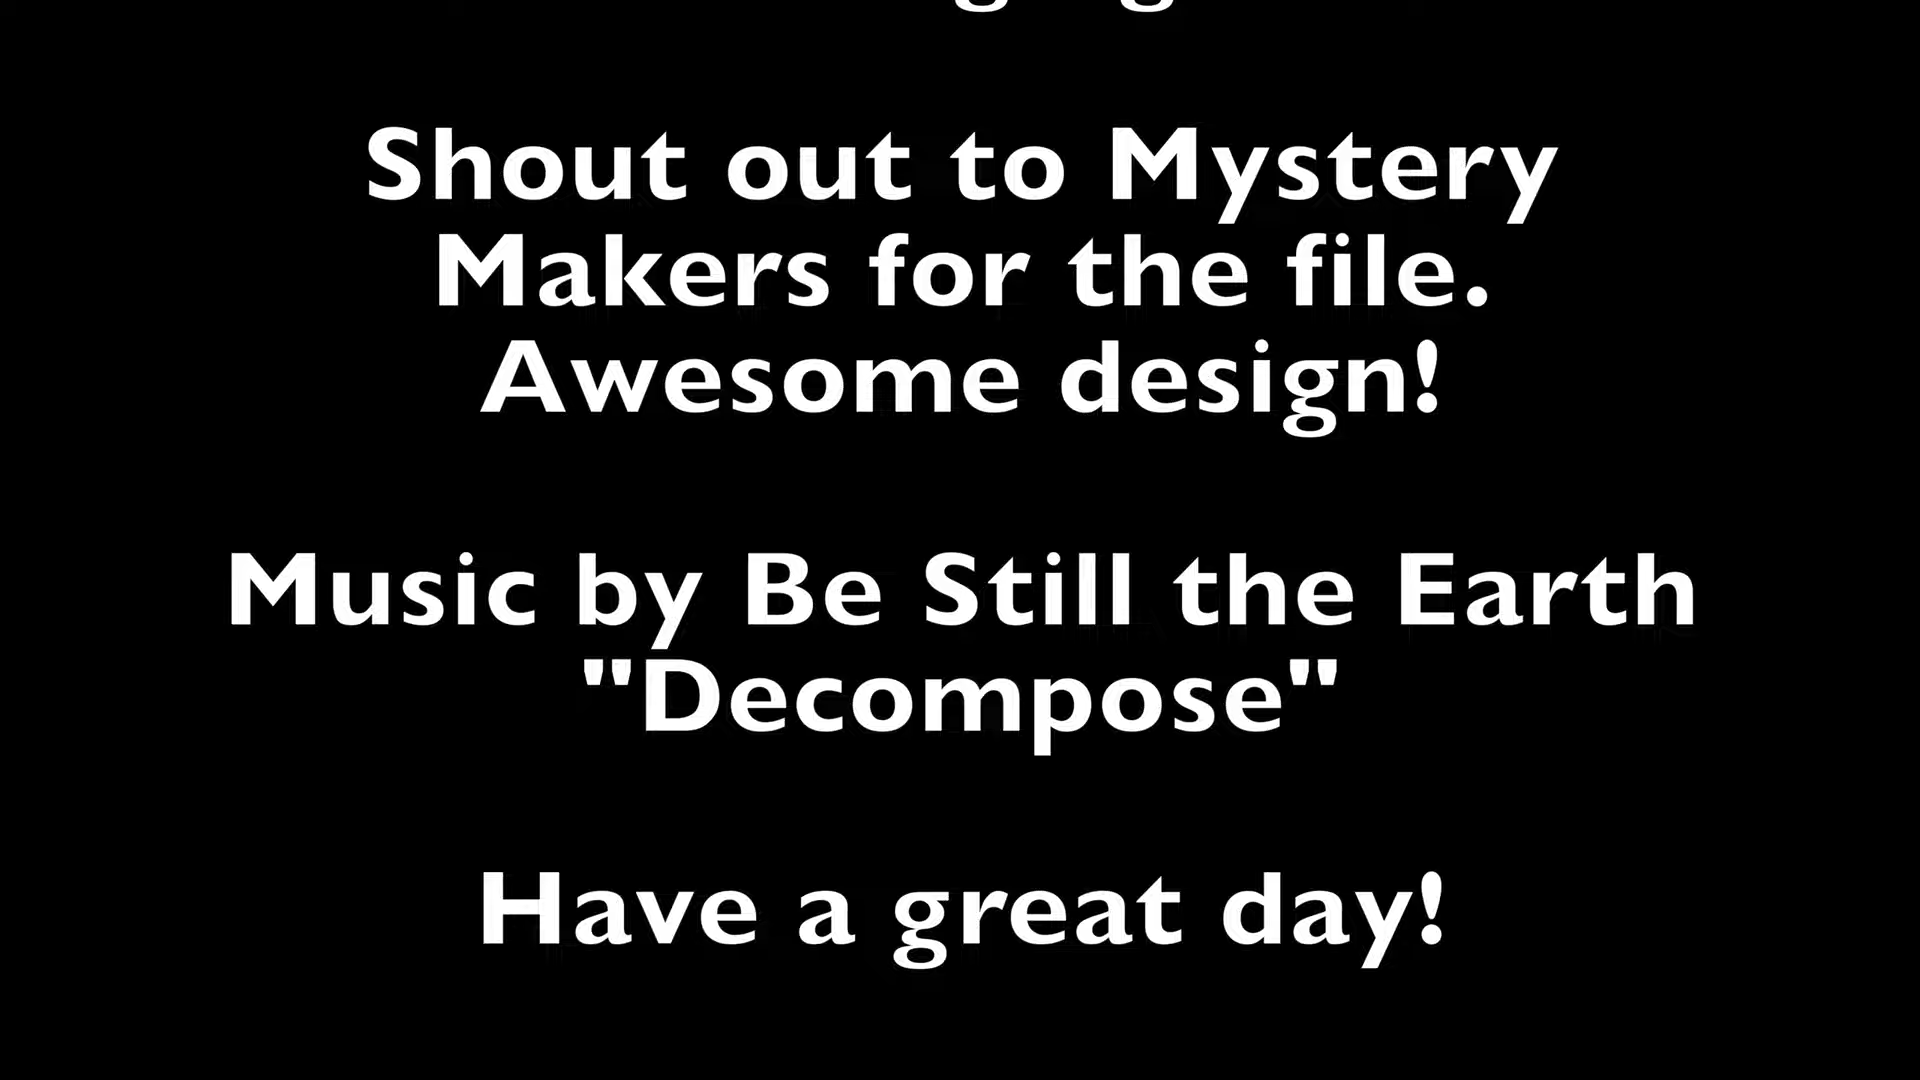 Shout out to Mystery
Makers for the file.
Awesome design!
Music by Be Still the Earth
"Decompose"
Have a great day!